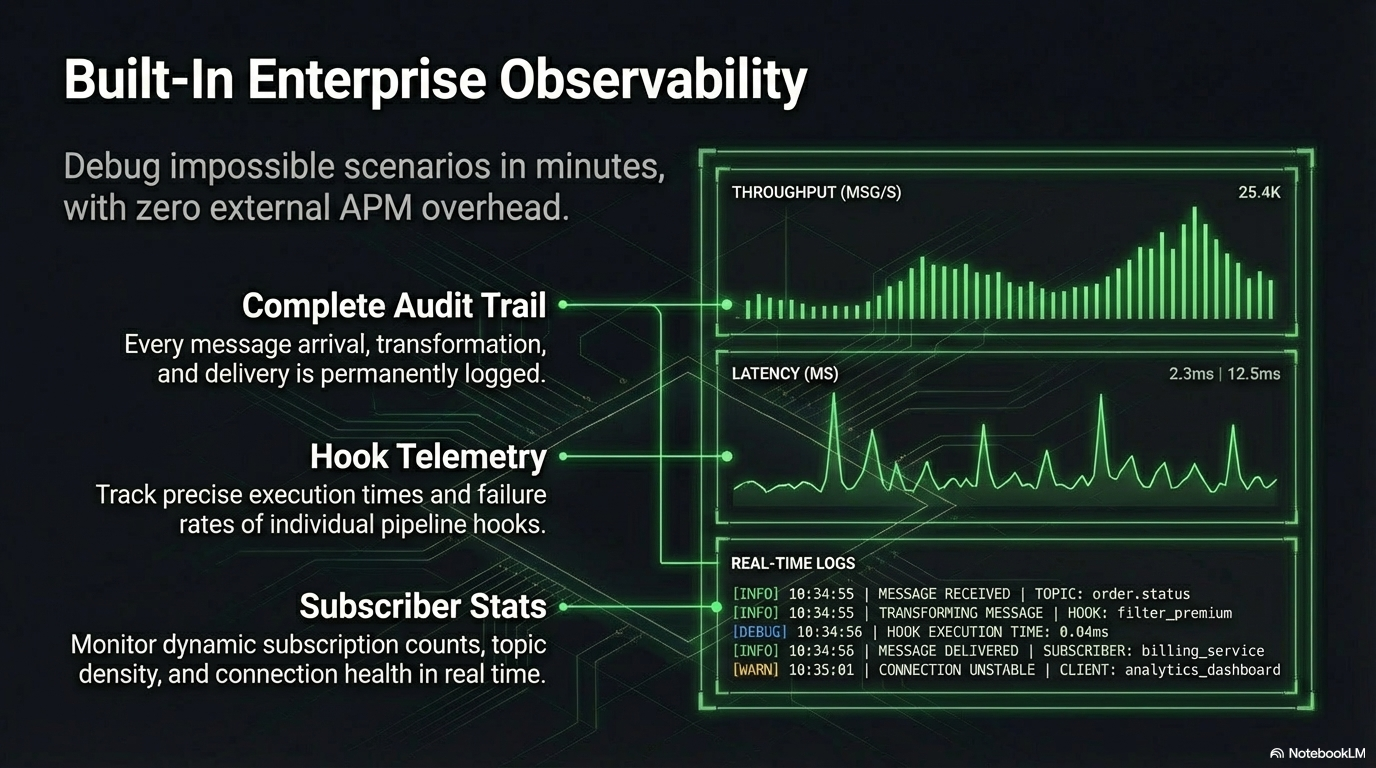 Built-In Enterprise Observability
Debug impossible scenarios in minutes,
with zero external APM overhead.
Complete Audit Trail
Every message arrival, transformation,
and delivery is permanently logged.
Hook Telemetry
Track precise execution times and failure
rates of individual pipeline hooks.
Subscriber Stats
Monitor dynamic subscription counts, topic
density, and connection health in real time.
THROUGHPUT (MSG/S) 25.4K
LATENCY (MS) 2.3ms | 12.5ms
REAL-TIME LOGS
[INFO] 10:34:55 | MESSAGE RECEIVED | TOPIC: order.status
[INFO] 10:34:55 | TRANSFORMING MESSAGE | HOOK: filter_premium
[DEBUG] 10:34:56 | HOOK EXECUTION TIME: 0.04ms
[INFO] 10:34:56 | MESSAGE DELIVERED | SUBSCRIBER: billing_service
[WARN] 10:35:01 | CONNECTION UNSTABLE | CLIENT: analytics_dashboard
NotebookLM